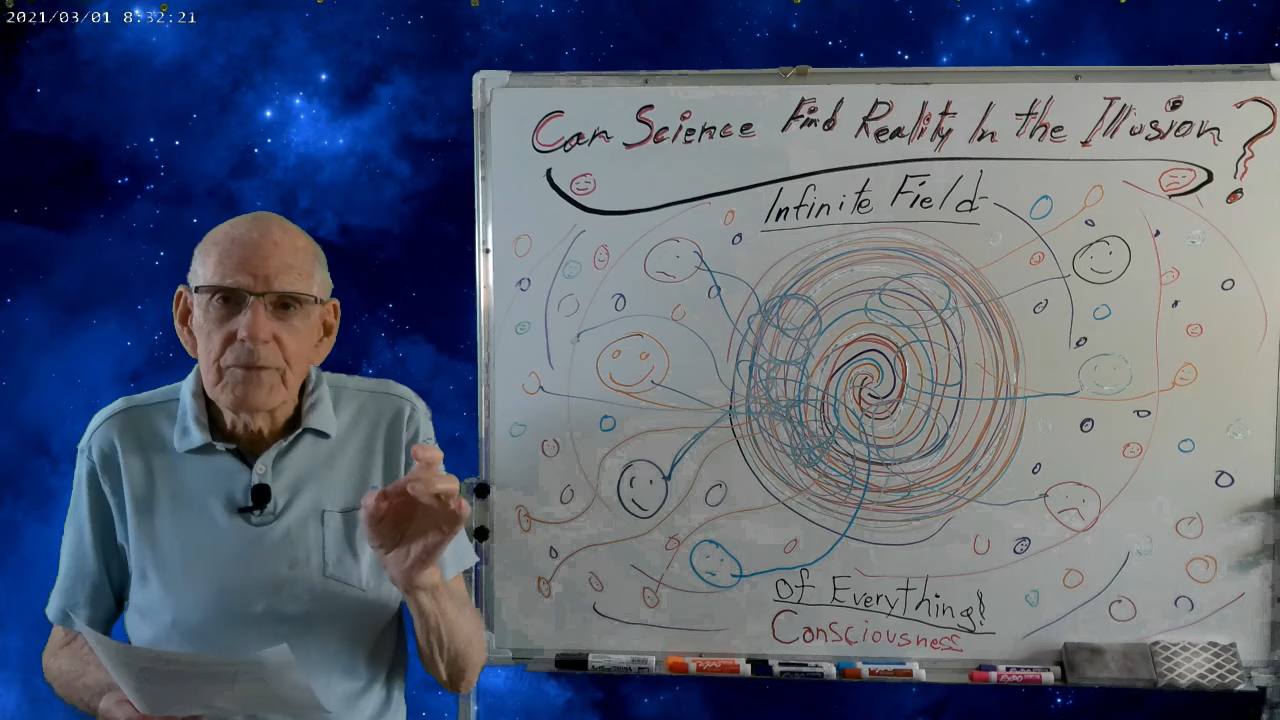 2021/03/01 8:32:21
Can Science Find Reality In the Illusion?
Infinite Field
Of Everything!
Consciousness